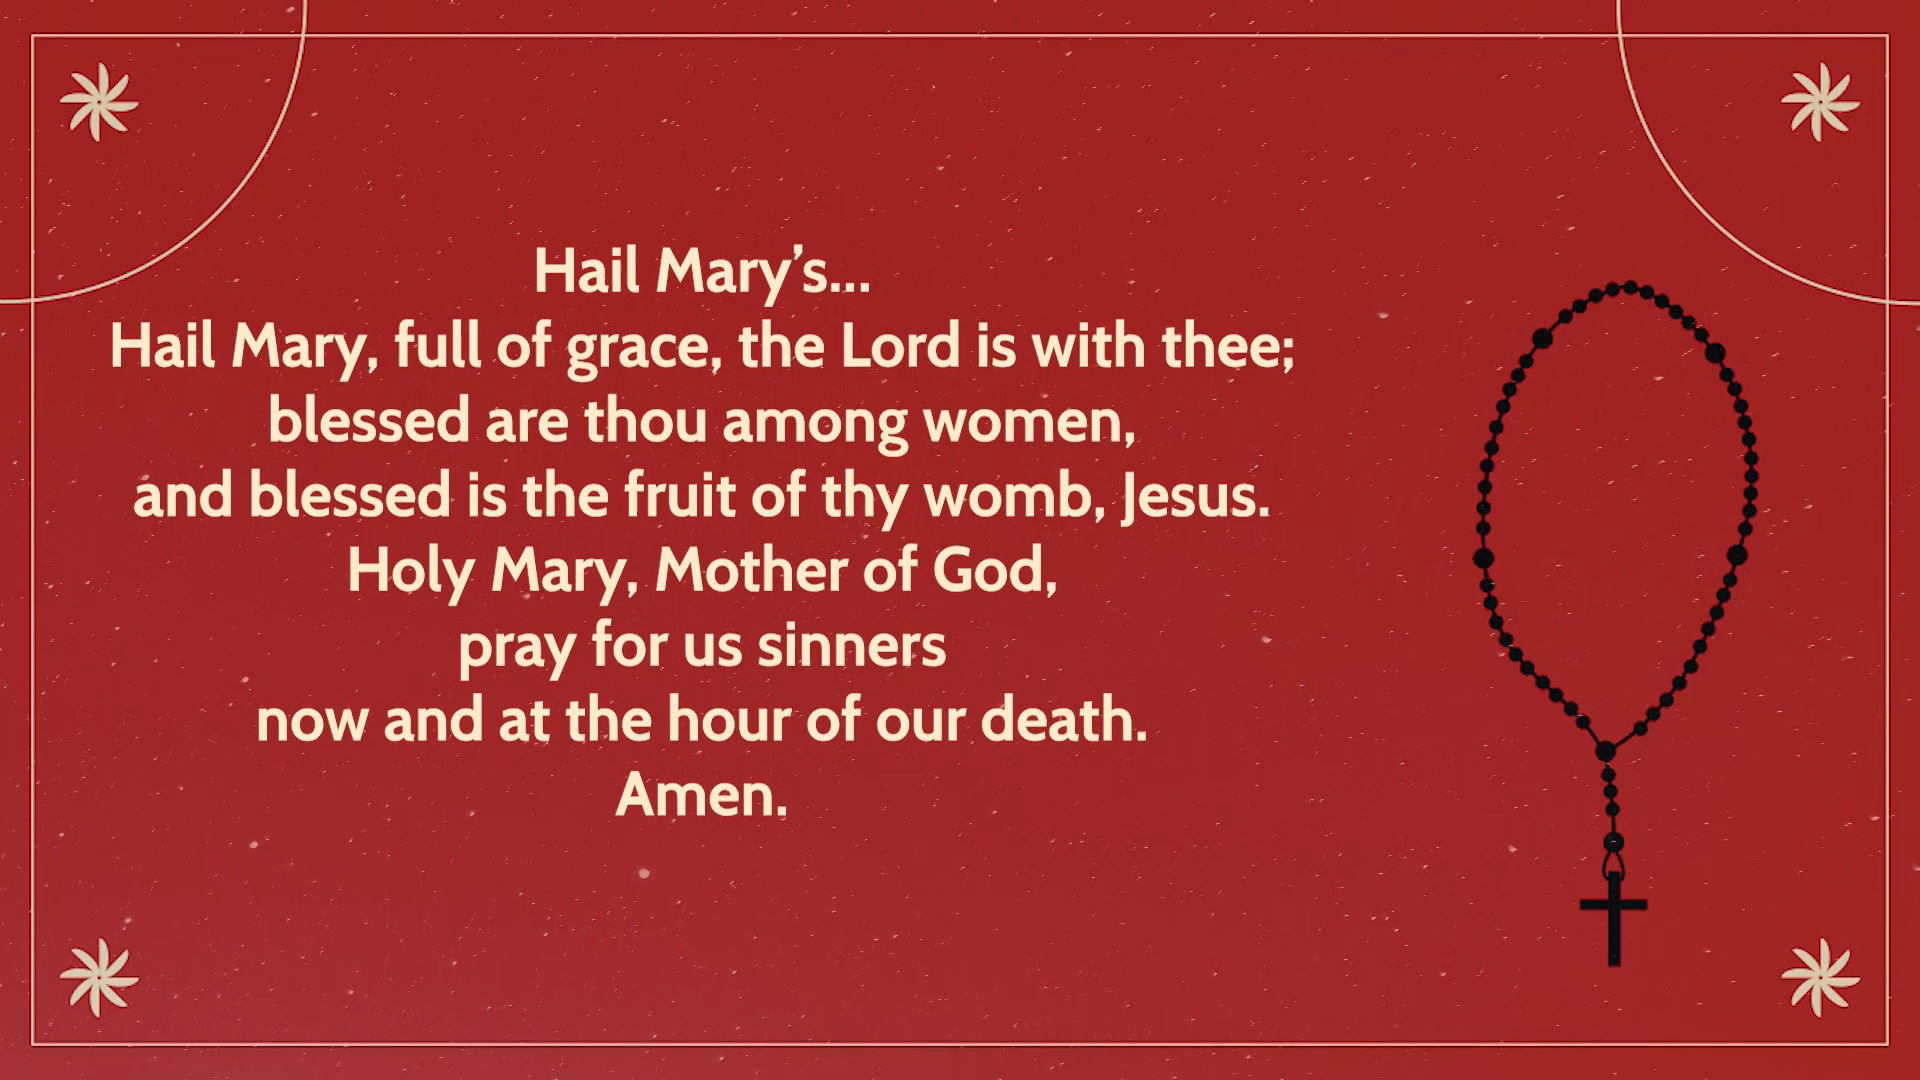 Hail Mary’s...
Hail Mary, full of grace, the Lord is with thee;
blessed are thou among women,
and blessed is the fruit of thy womb, Jesus.
Holy Mary, Mother of God,
pray for us sinners
now and at the hour of our death.
Amen.